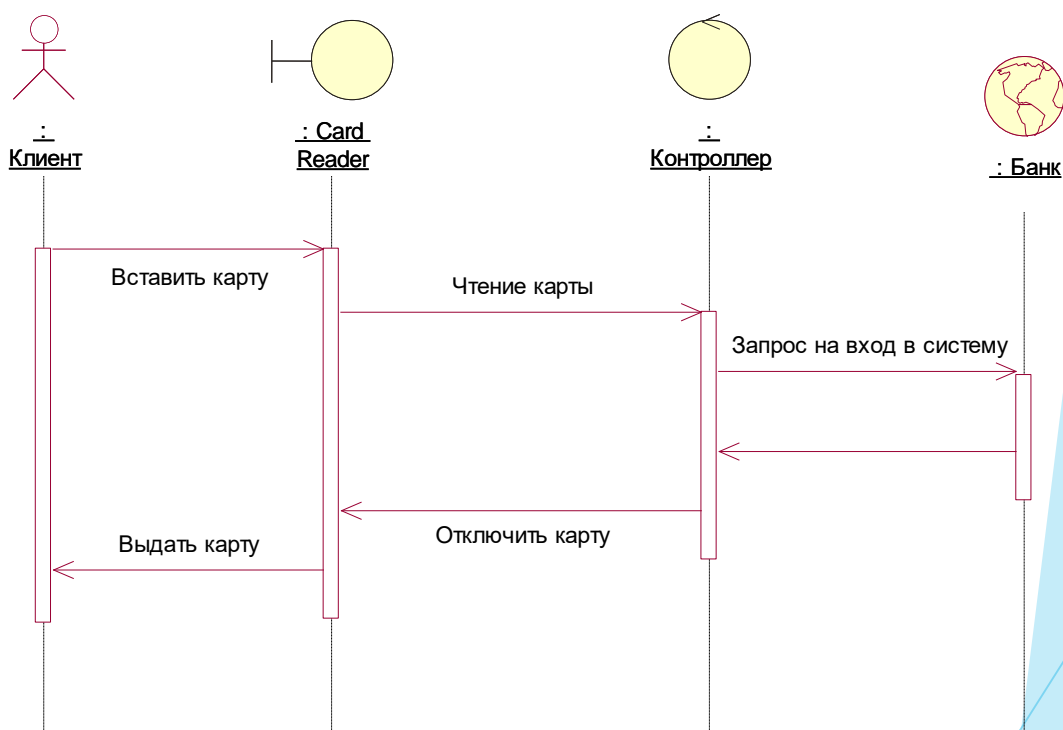 :
Клиент
: Card
Reader
:
Контроллер
: Банк
Вставить карту
Чтение карты
Запрос на вход в систему
Отключить карту
Выдать карту